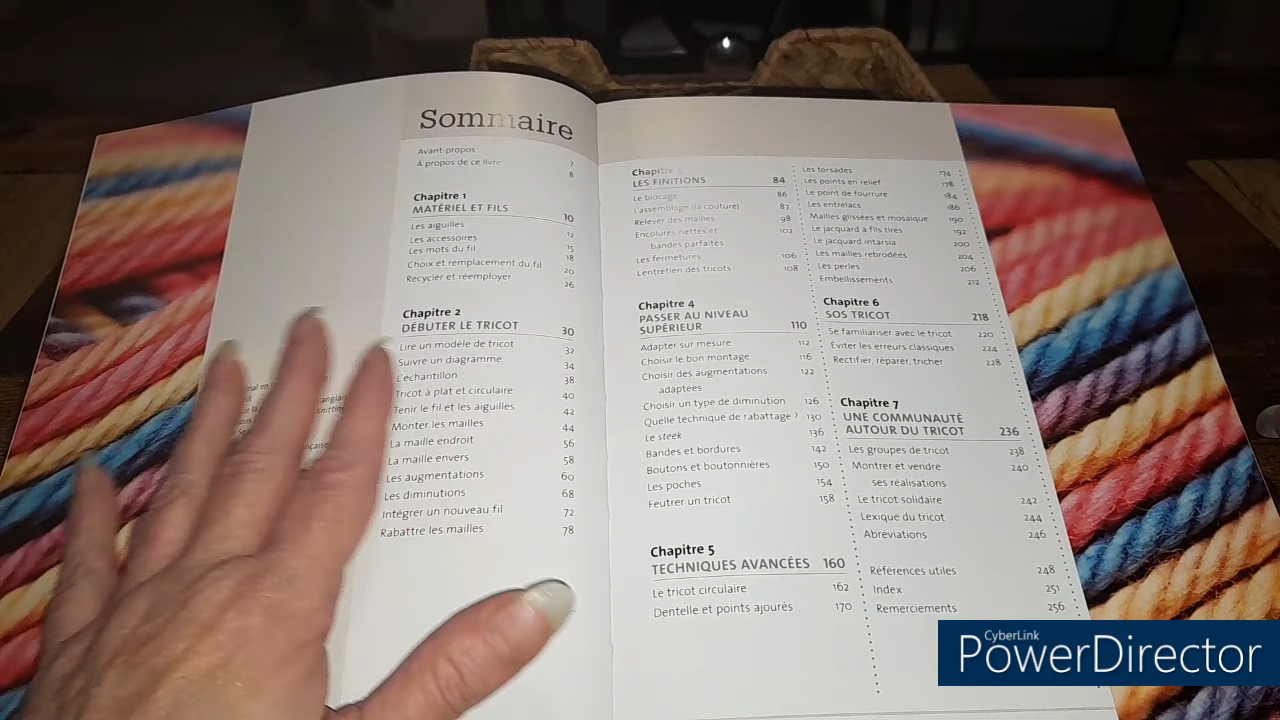 Sommaire
Avant-propos 7
À propos de ce livre 8
Chapitre 1
MATÉRIEL ET FILS 10
Les aiguilles 12
Les accessoires 15
Les mots du fil 18
Choix et remplacement du fil 20
Recycler et réemployer 26
Chapitre 2
DÉBUTER LE TRICOT 30
Lire un modèle de tricot 32
Suivre un diagramme 34
L'échantillon 38
Tricot à plat et circulaire 40
Tenir le fil et les aiguilles 42
Monter les mailles 44
La maille endroit 56
La maille envers 58
Les augmentations 60
Les diminutions 68
Intégrer un nouveau fil 72
Rabattre les mailles 78
Chapitre
LES FINITIONS 84
Le blocage 86
L'assemblage (la couture) 87
Relever des mailles 98
Encolures nettes et 102
bandes parfaites
Les fermetures 106
L'entretien des tricots 108
Chapitre 4
PASSER AU NIVEAU
SUPÉRIEUR 110
Adapter sur mesure 112
Choisir le bon montage 116
Choisir des augmentations 122
adaptées
Choisir un type de diminution 126
Quelle technique de rabattage ? 130
Le steek 136
Bandes et bordures 142
Boutons et boutonnières 150
Les poches 154
Feutrer un tricot 158
Chapitre 5
TECHNIQUES AVANCÉES 160
Le tricot circulaire 162
Dentelle et points ajourés 170
Les torsades 174
Les points en relief 178
Le point de fourrure 184
Les entrelacs 186
Mailles glissées et mosaïque 190
Le jacquard à fils tirés 192
Le jacquard intarsia 200
Les mailles rebrodées 204
Les perles 206
Embellissements 212
Chapitre 6
SOS TRICOT 218
Se familiariser avec le tricot 220
Éviter les erreurs classiques 224
Rectifier, réparer, tricher 228
Chapitre 7
UNE COMMUNAUTÉ
AUTOUR DU TRICOT 236
Les groupes de tricot 238
Montrer et vendre 240
ses réalisations
Le tricot solidaire 242
Lexique du tricot 244
Abréviations 246
Références utiles 248
Index 251
Remerciements 256
CyberLink
PowerDirector